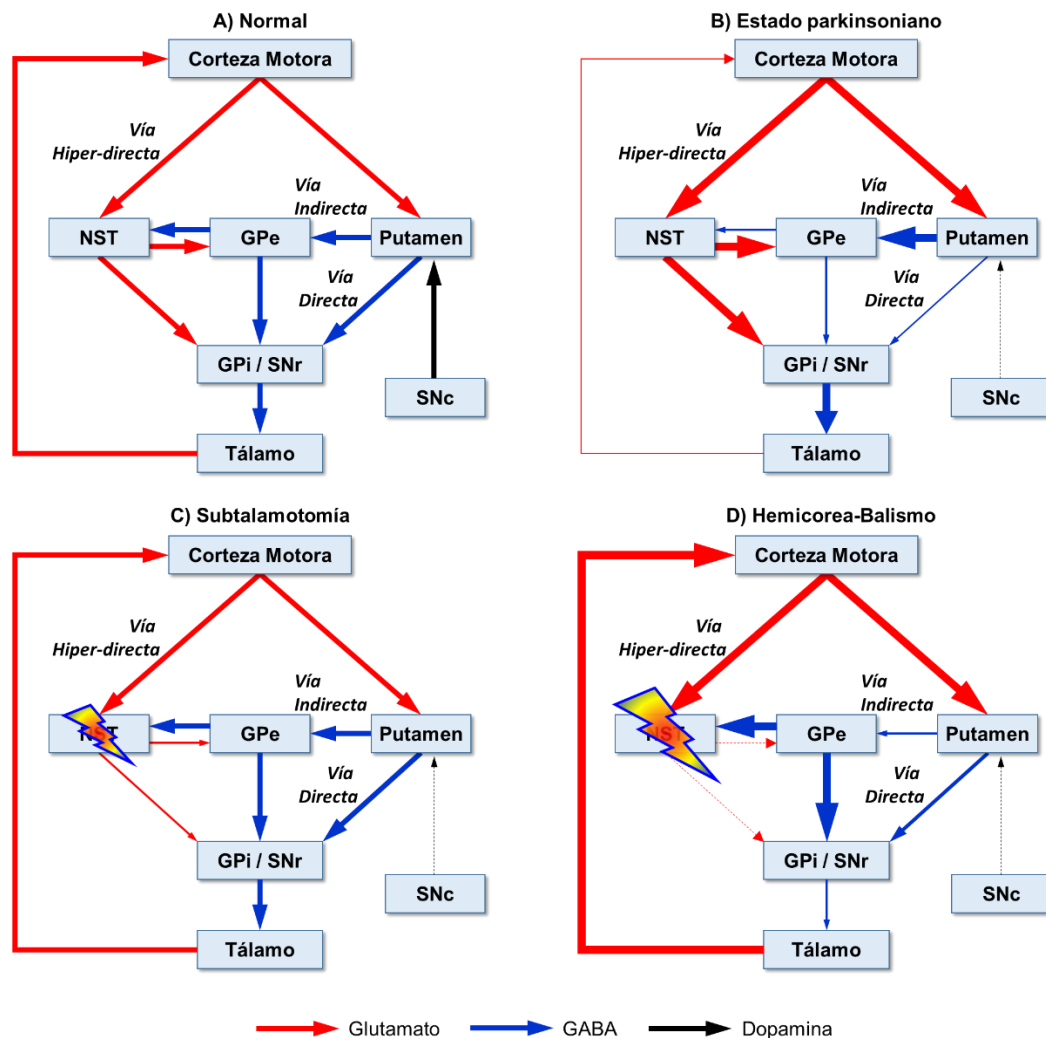 A) Normal
Corteza Motora
Vía
Hiper-directa
Vía
Indirecta
NST
GPe
Putamen
Vía
Directa
GPi / SNr
SNc
Tálamo
B) Estado parkinsoniano
Corteza Motora
Vía
Hiper-directa
Vía
Indirecta
NST
GPe
Putamen
Vía
Directa
GPi / SNr
SNc
Tálamo
C) Subtalamotomía
Corteza Motora
Vía
Hiper-directa
Vía
Indirecta
NST
GPe
Putamen
Vía
Directa
GPi / SNr
SNc
Tálamo
D) Hemicorea-Balismo
Corteza Motora
Vía
Hiper-directa
Vía
Indirecta
NST
GPe
Putamen
Vía
Directa
GPi / SNr
SNc
Tálamo
Glutamato
GABA
Dopamina